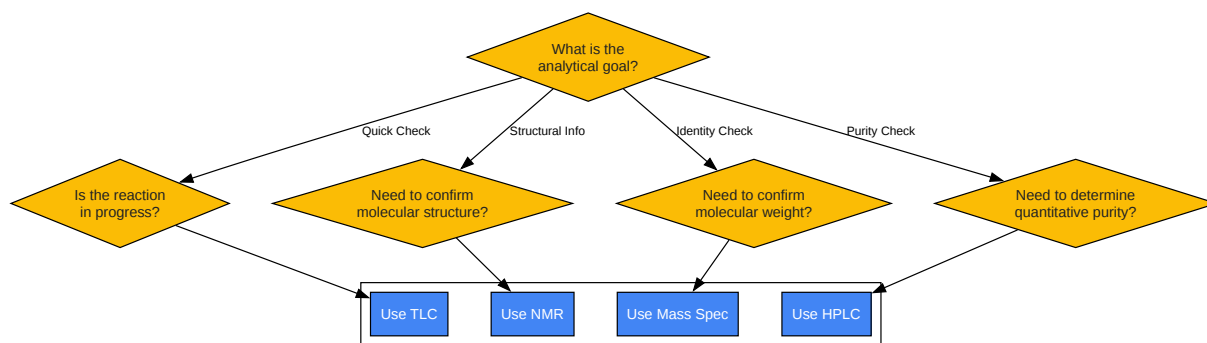 What is the
analytical goal?
Quick Check
Structural Info
Identity Check
Purity Check
Is the reaction
in progress?
Need to confirm
molecular structure?
Need to confirm
molecular weight?
Need to determine
quantitative purity?
Use TLC
Use NMR
Use Mass Spec
Use HPLC